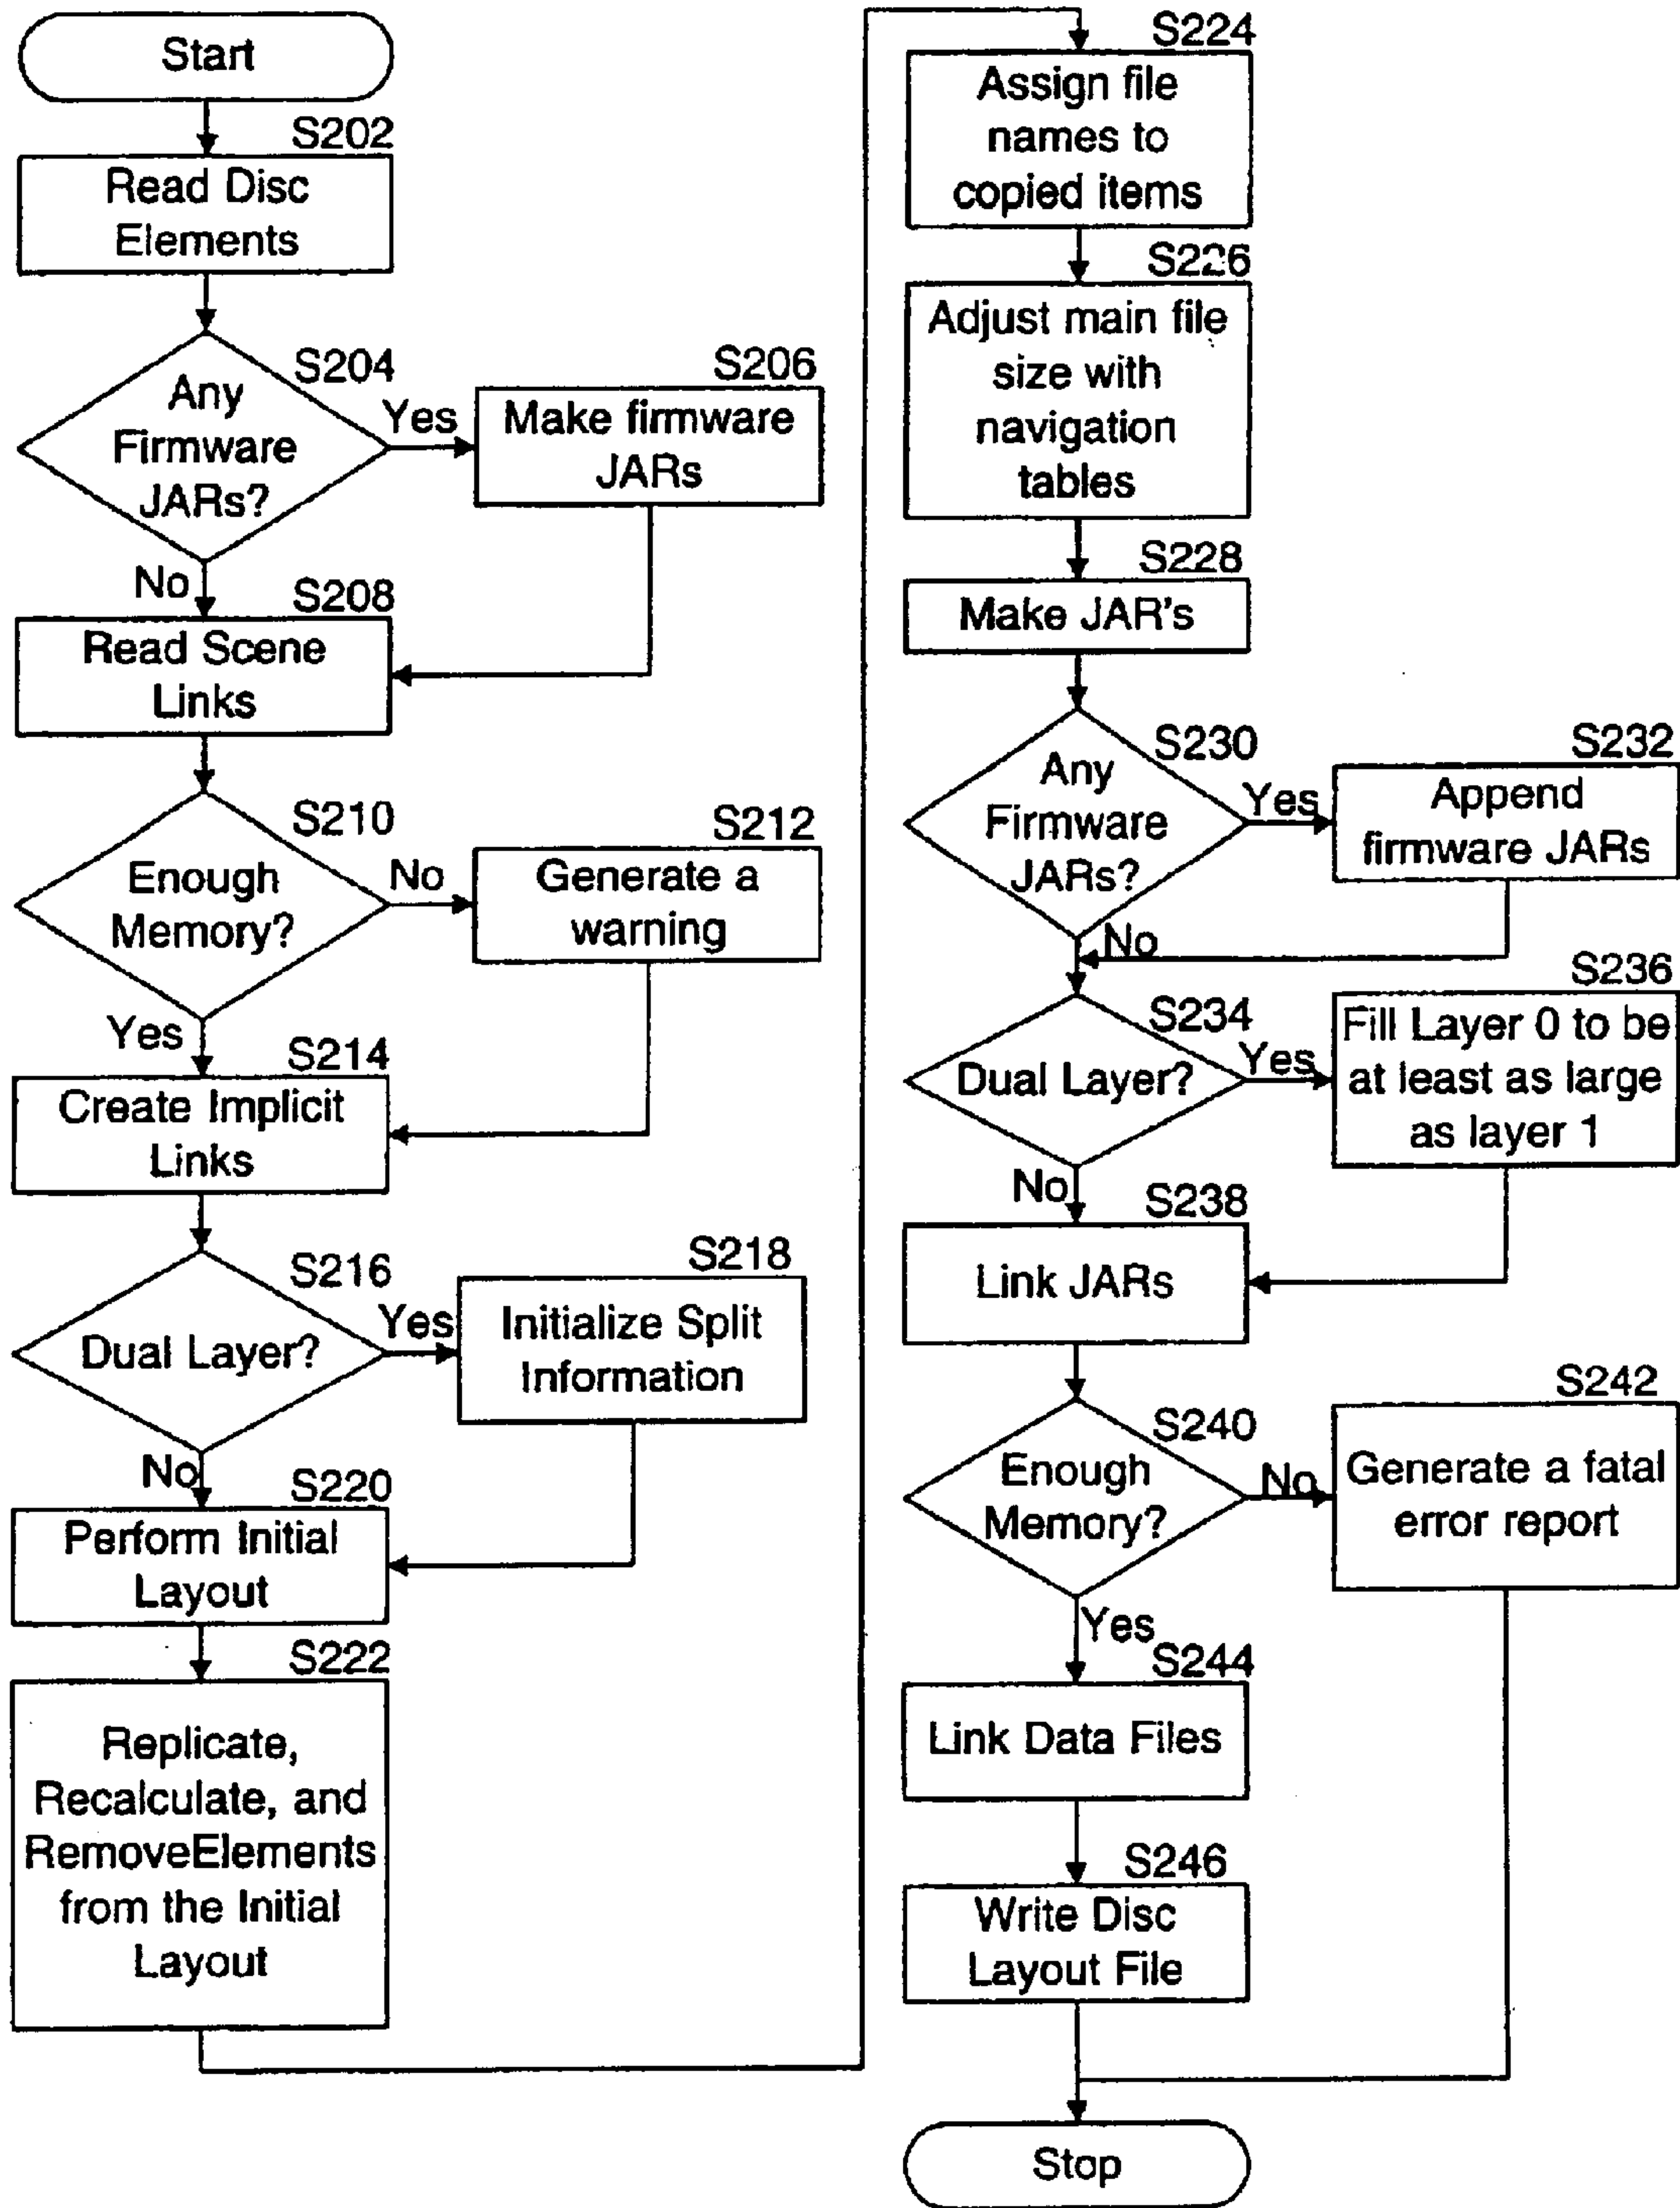 Start
S202
Read Disc
Elements
S204
Any
Firmware
JARs?
Yes
S206
Make firmware
JARs
No
S208
Read Scene
Links
S210
Enough
Memory?
No
S212
Generate a
warning
Yes
S214
Create Implicit
Links
S216
Dual Layer?
Yes
S218
Initialize Split
Information
No
S220
Perform Initial
Layout
S222
Replicate,
Recalculate, and
RemoveElements
from the Initial
Layout
S224
Assign file
names to
copied items
S226
Adjust main file
size with
navigation
tables
S228
Make JAR's
S230
Any
Firmware
JARs?
Yes
S232
Append
firmware JARs
No
S234
Dual Layer?
Yes
S236
Fill Layer 0 to be
at least as large
as layer 1
No
S238
Link JARs
S240
Enough
Memory?
No
S242
Generate a fatal
error report
Yes
S244
Link Data Files
S246
Write Disc
Layout File
Stop